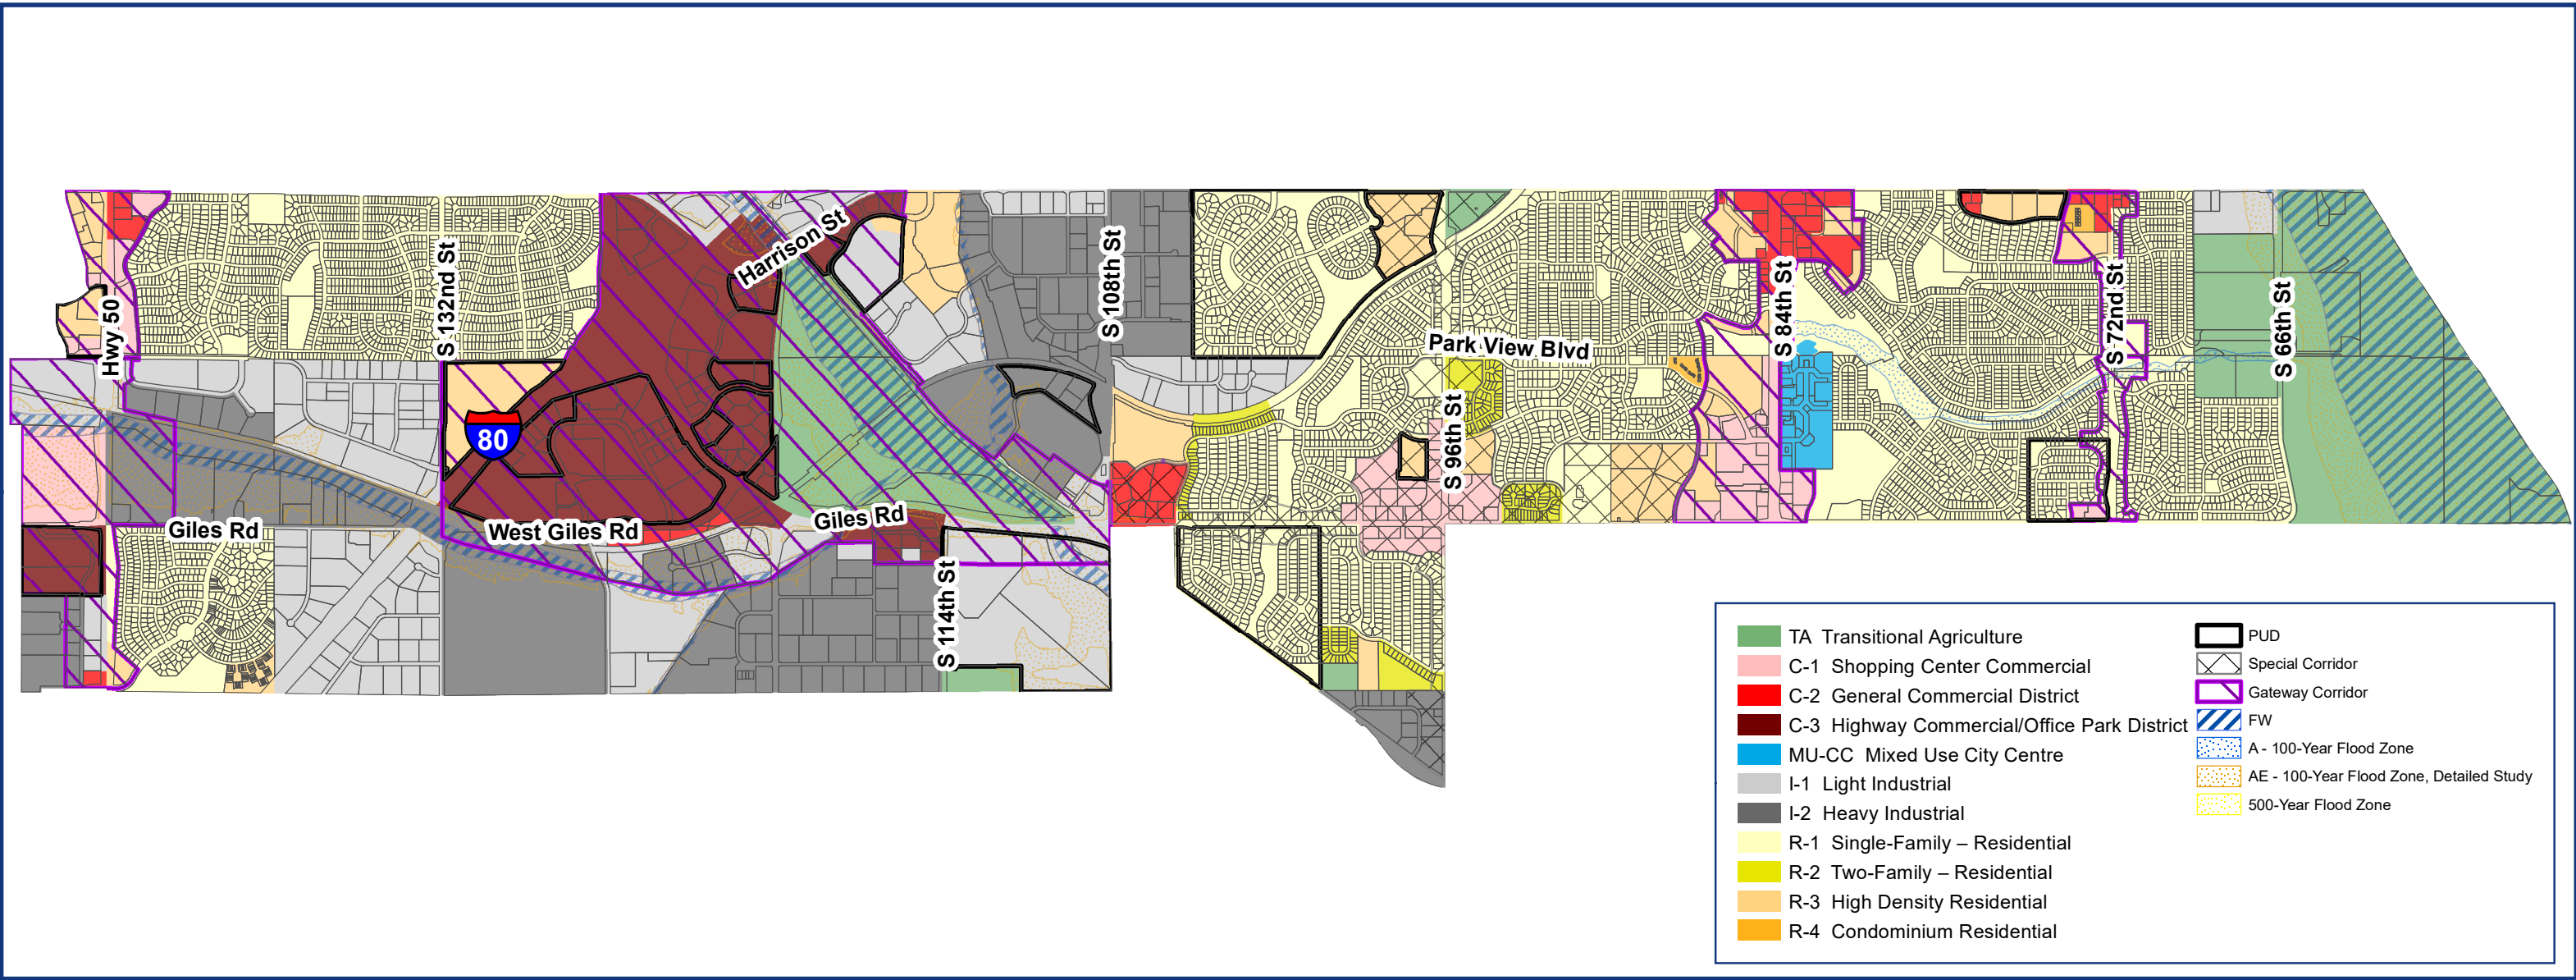 Harrison St
S 132nd St
S 108th St
Hwy 50
S 84th St
S 72nd St
S 66th St
Park View Blvd
80
S 96th St
Giles Rd
West Giles Rd
Giles Rd
S 114th St
TA Transitional Agriculture
C-1 Shopping Center Commercial
C-2 General Commercial District
C-3 Highway Commercial/Office Park District
MU-CC Mixed Use City Centre
I-1 Light Industrial
I-2 Heavy Industrial
R-1 Single-Family – Residential
R-2 Two-Family – Residential
R-3 High Density Residential
R-4 Condominium Residential
PUD
Special Corridor
Gateway Corridor
FW
A - 100-Year Flood Zone
AE - 100-Year Flood Zone, Detailed Study
500-Year Flood Zone